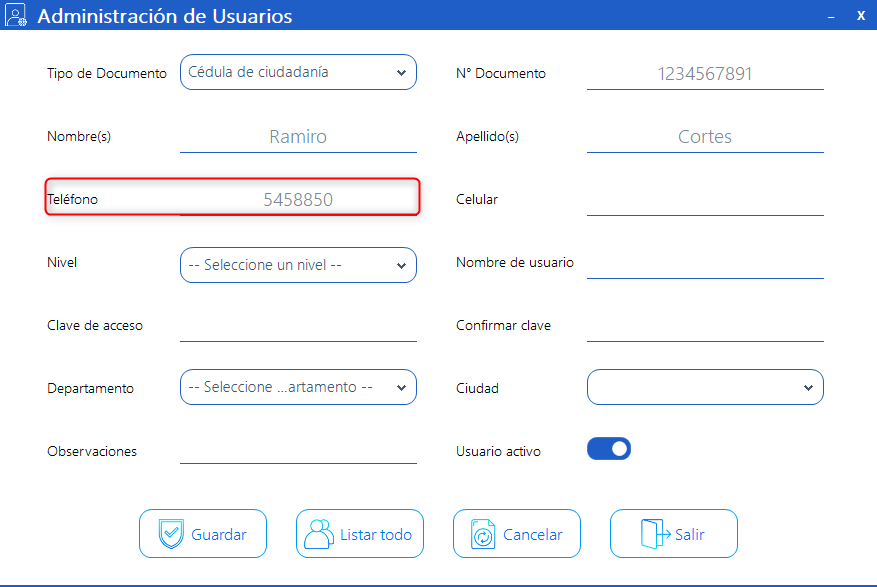 Administración de Usuarios
– X
Tipo de Documento Cédula de ciudadanía N° Documento 1234567891
Nombre(s) Ramiro Apellido(s) Cortes
Teléfono 5458850 Celular
Nivel -- Seleccione un nivel -- Nombre de usuario
Clave de acceso Confirmar clave
Departamento -- Seleccione ...artamento -- Ciudad
Observaciones Usuario activo
Guardar Listar todo Cancelar Salir